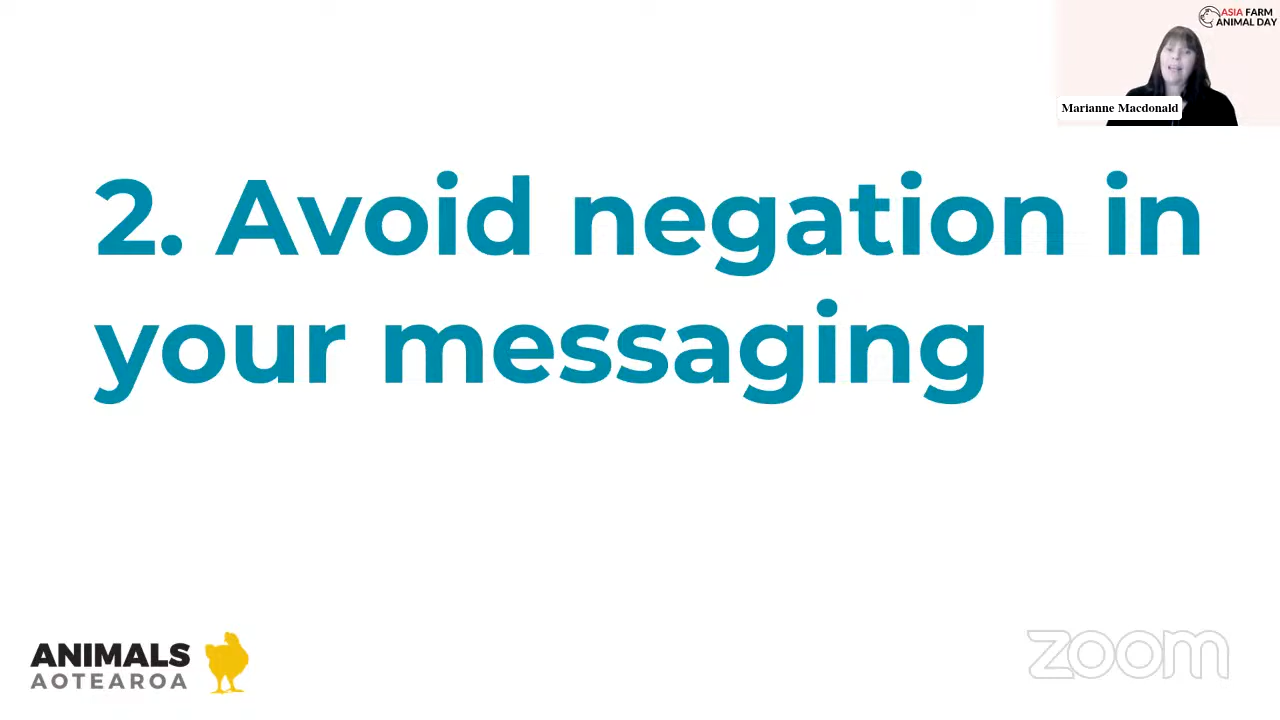 ASIA FARM
ANIMAL DAY
Marianne Macdonald
2. Avoid negation in
your messaging
ANIMALS
AOTEAROA
zoom